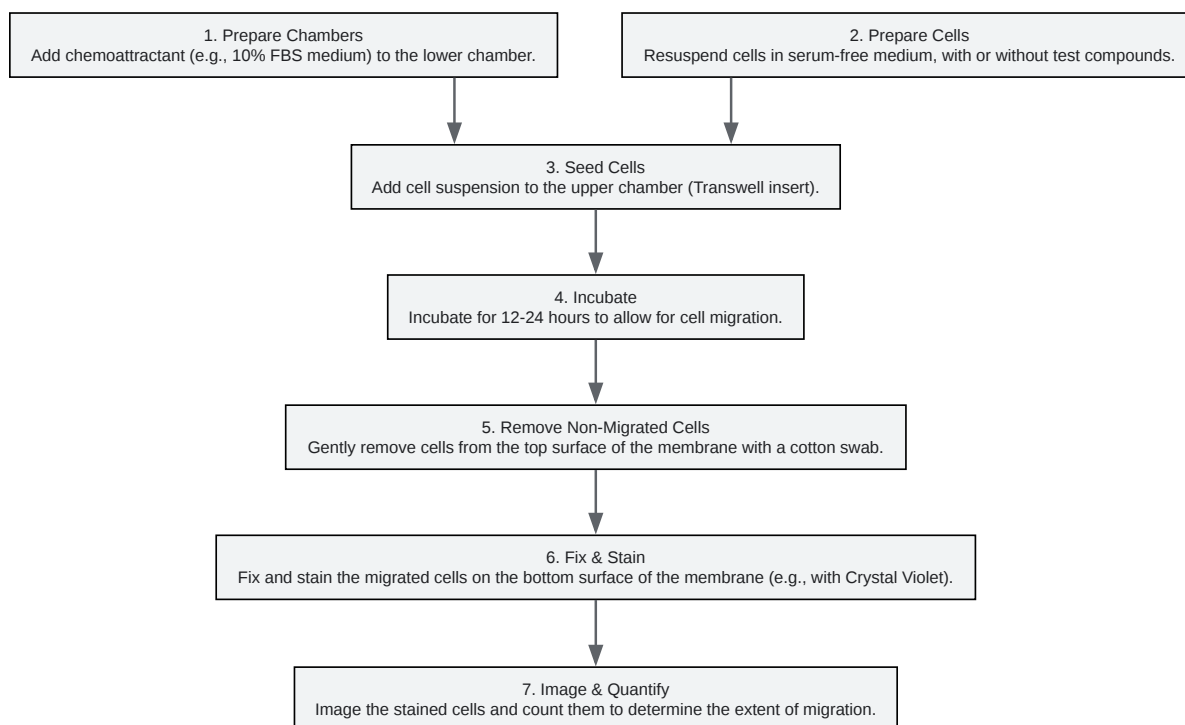 1. Prepare Chambers
Add chemoattractant (e.g., 10% FBS medium) to the lower chamber.
2. Prepare Cells
Resuspend cells in serum-free medium, with or without test compounds.
3. Seed Cells
Add cell suspension to the upper chamber (Transwell insert).
4. Incubate
Incubate for 12-24 hours to allow for cell migration.
5. Remove Non-Migrated Cells
Gently remove cells from the top surface of the membrane with a cotton swab.
6. Fix & Stain
Fix and stain the migrated cells on the bottom surface of the membrane (e.g., with Crystal Violet).
7. Image & Quantify
Image the stained cells and count them to determine the extent of migration.